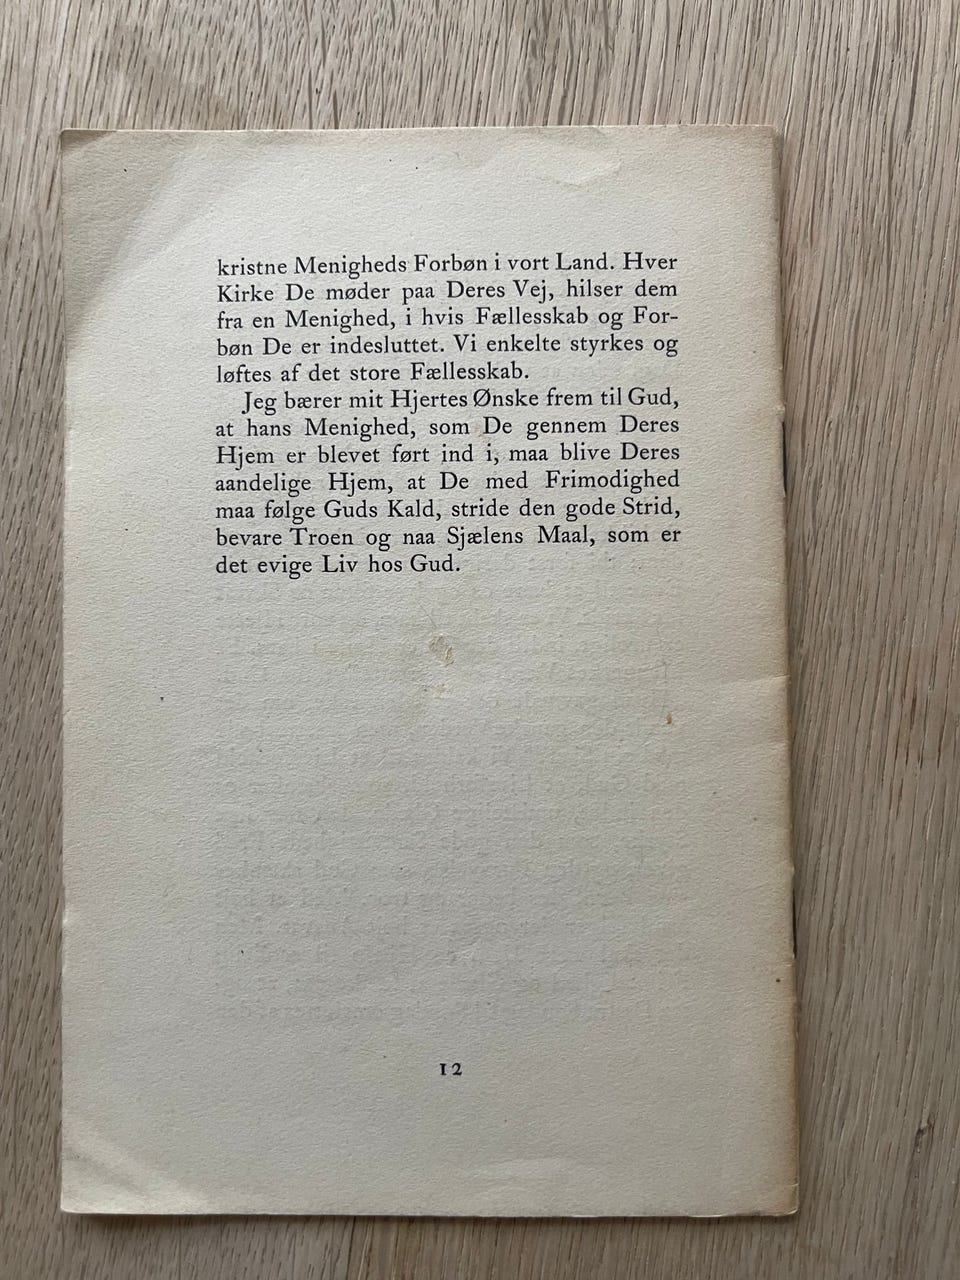 kristne Menigheds Forbøn i vort Land. Hver
Kirke De møder paa Deres Vej, hilser dem
fra en Menighed, i hvis Fællesskab og For-
bøn De er indesluttet. Vi enkelte styrkes og
løftes af det store Fællesskab.
Jeg bærer mit Hjertes Ønske frem til Gud,
at hans Menighed, som De gennem Deres
Hjem er blevet ført ind i, maa blive Deres
aandelige Hjem, at De med Frimodighed
maa følge Guds Kald, stride den gode Strid,
bevare Troen og naa Sjælens Maal, som er
det evige Liv hos Gud.
12